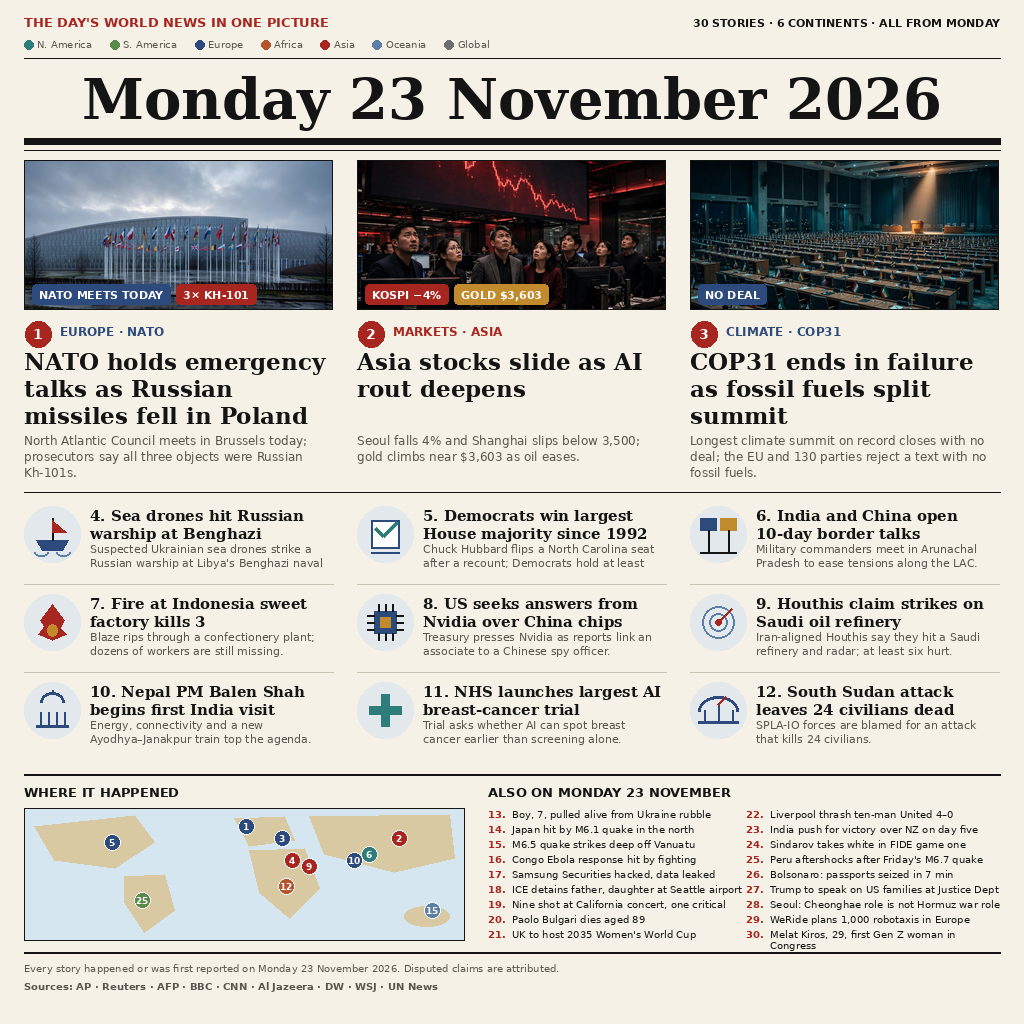 THE DAY'S WORLD NEWS IN ONE PICTURE
30 STORIES · 6 CONTINENTS · ALL FROM MONDAY
N. America
S. America
Europe
Africa
Asia
Oceania
Global
Monday 23 November 2026
NATO MEETS TODAY
3× KH-101
KOSPI −4%
GOLD $3,603
NO DEAL
1
EUROPE · NATO
NATO holds emergency
talks as Russian
missiles fell in Poland
North Atlantic Council meets in Brussels today;
prosecutors say all three objects were Russian
Kh-101s.
2
MARKETS · ASIA
Asia stocks slide as AI
rout deepens
Seoul falls 4% and Shanghai slips below 3,500;
gold climbs near $3,603 as oil eases.
3
CLIMATE · COP31
COP31 ends in failure
as fossil fuels split
summit
Longest climate summit on record closes with no
deal; the EU and 130 parties reject a text with no
fossil fuels.
4. Sea drones hit Russian
warship at Benghazi
Suspected Ukrainian sea drones strike a
Russian warship at Libya's Benghazi naval
5. Democrats win largest
House majority since 1992
Chuck Hubbard flips a North Carolina seat
after a recount; Democrats hold at least
6. India and China open
10-day border talks
Military commanders meet in Arunachal
Pradesh to ease tensions along the LAC.
7. Fire at Indonesia sweet
factory kills 3
Blaze rips through a confectionery plant;
dozens of workers are still missing.
8. US seeks answers from
Nvidia over China chips
Treasury presses Nvidia as reports link an
associate to a Chinese spy officer.
9. Houthis claim strikes on
Saudi oil refinery
Iran-aligned Houthis say they hit a Saudi
refinery and radar; at least six hurt.
10. Nepal PM Balen Shah
begins first India visit
Energy, connectivity and a new
Ayodhya–Janakpur train top the agenda.
11. NHS launches largest AI
breast-cancer trial
Trial asks whether AI can spot breast
cancer earlier than screening alone.
12. South Sudan attack
leaves 24 civilians dead
SPLA-IO forces are blamed for an attack
that kills 24 civilians.
WHERE IT HAPPENED
5
1
3
2
4
9
10
6
12
25
15
ALSO ON MONDAY 23 NOVEMBER
13. Boy, 7, pulled alive from Ukraine rubble
14. Japan hit by M6.1 quake in the north
15. M6.5 quake strikes deep off Vanuatu
16. Congo Ebola response hit by fighting
17. Samsung Securities hacked, data leaked
18. ICE detains father, daughter at Seattle airport
19. Nine shot at California concert, one critical
20. Paolo Bulgari dies aged 89
21. UK to host 2035 Women's World Cup
22. Liverpool thrash ten-man United 4–0
23. India push for victory over NZ on day five
24. Sindarov takes white in FIDE game one
25. Peru aftershocks after Friday's M6.7 quake
26. Bolsonaro: passports seized in 7 min
27. Trump to speak on US families at Justice Dept
28. Seoul: Cheonghae role is not Hormuz war role
29. WeRide plans 1,000 robotaxis in Europe
30. Melat Kiros, 29, first Gen Z woman in
Congress
Every story happened or was first reported on Monday 23 November 2026. Disputed claims are attributed.
Sources: AP · Reuters · AFP · BBC · CNN · Al Jazeera · DW · WSJ · UN News